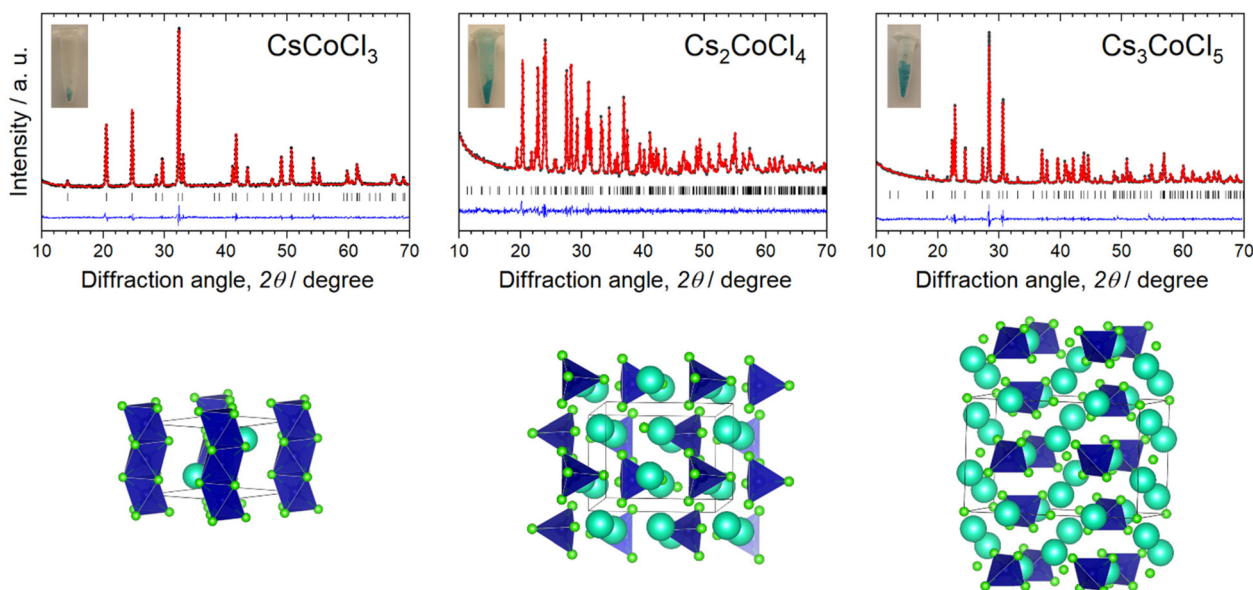 CsCoCl₃
Intensity / a. u.
10 20 30 40 50 60 70
Diffraction angle, 2θ / degree
Cs₂CoCl₄
10 20 30 40 50 60 70
Diffraction angle, 2θ / degree
Cs₃CoCl₅
10 20 30 40 50 60 70
Diffraction angle, 2θ / degree